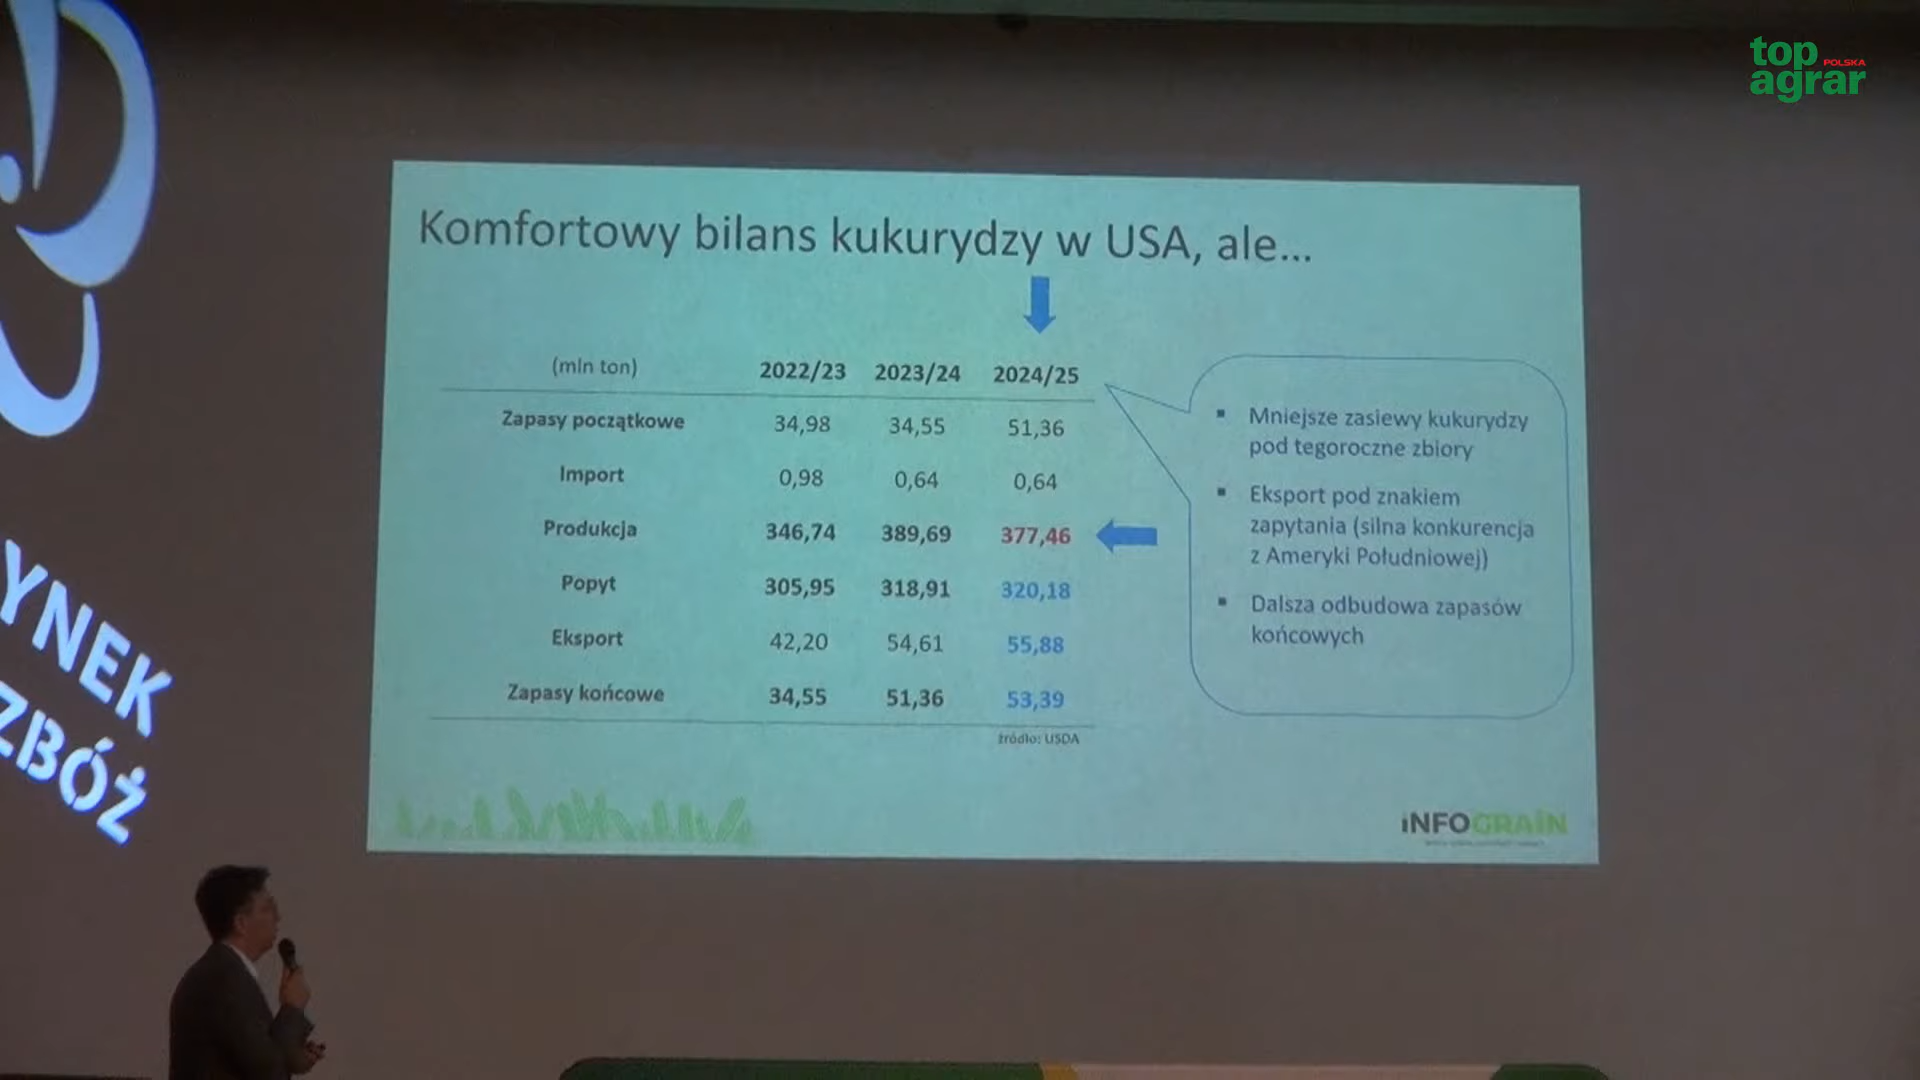 top
POLSKA
agrar
Komfortowy bilans kukurydzy w USA, ale...
(mln ton) 2022/23 2023/24 2024/25
Zapasy początkowe 34,98 34,55 51,36
Import 0,98 0,64 0,64
Produkcja 346,74 389,69 377,46
Popyt 305,95 318,91 320,18
Eksport 42,20 54,61 55,88
Zapasy końcowe 34,55 51,36 53,39
źródło: USDA
▪ Mniejsze zasiewy kukurydzy
pod tegoroczne zbiory
▪ Eksport pod znakiem
zapytania (silna konkurencja
z Ameryki Południowej)
▪ Dalsza odbudowa zapasów
końcowych
INFOGRAIN
YNEK
ZBÓŻ